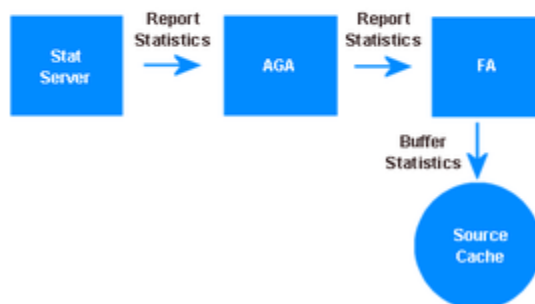 Report
Statistics
Report
Statistics
Stat
Server
AGA
FA
Buffer
Statistics
Source
Cache